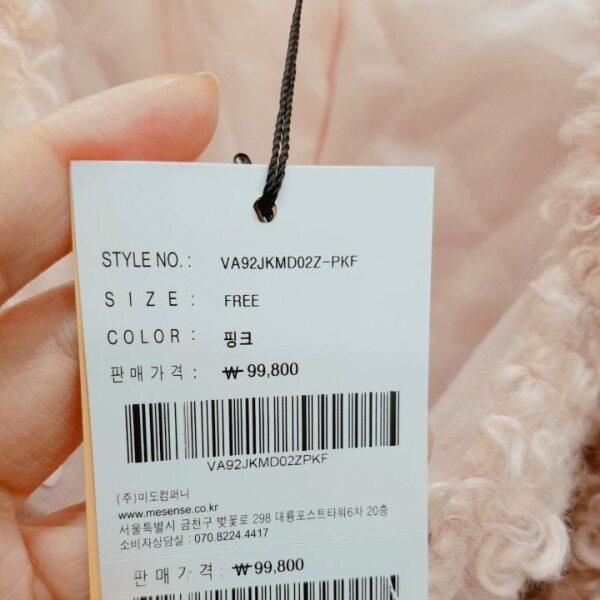 STYLE NO. : VA92JKMD02Z-PKF
SIZE : FREE
COLOR : 핑크
판매가격 : ₩ 99,800
VA92JKMD02ZPKF
(주)미도컴퍼니
www.mesense.co.kr
서울특별시 금천구 벚꽃로 298 대륭포스트타워6차 20층
소비자상담실 : 070.8224.4417
판매가격 : ₩ 99,800